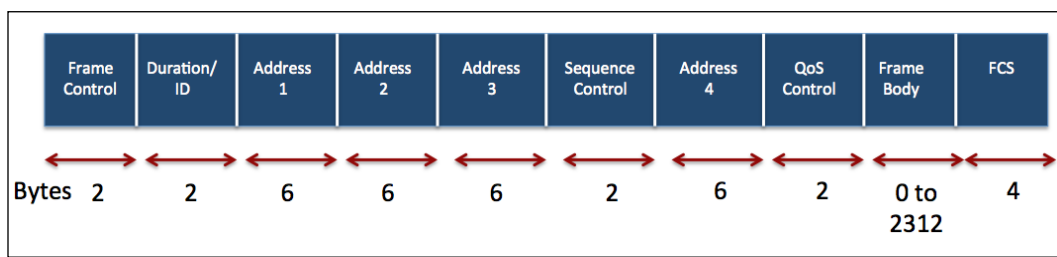 Frame Control
Duration/ ID
Address 1
Address 2
Address 3
Sequence Control
Address 4
QoS Control
Frame Body
FCS
Bytes 2 2 6 6 6 2 6 2 0 to 2312 4